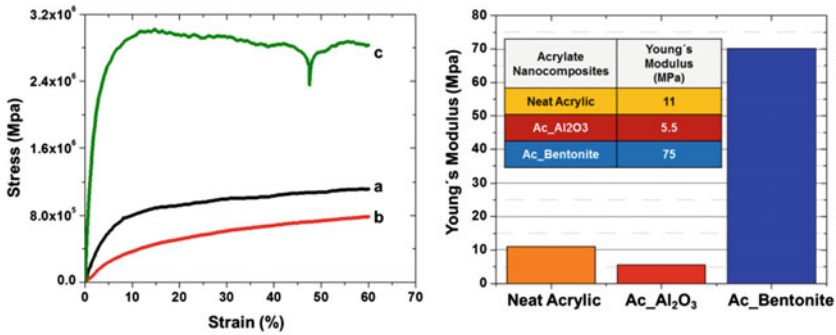 3.2x10⁶
2.4x10⁶
1.6x10⁶
8.0x10⁵
0.0
Stress (Mpa)
0 10 20 30 40 50 60 70
Strain (%)
c
a
b
Young´s Modulus (Mpa)
80
70
60
50
40
30
20
10
0
Acrylate Nanocomposites
Young´s Modulus (MPa)
Neat Acrylic 11
Ac_Al2O3 5.5
Ac_Bentonite 75
Neat Acrylic Ac_Al₂O₃ Ac_Bentonite